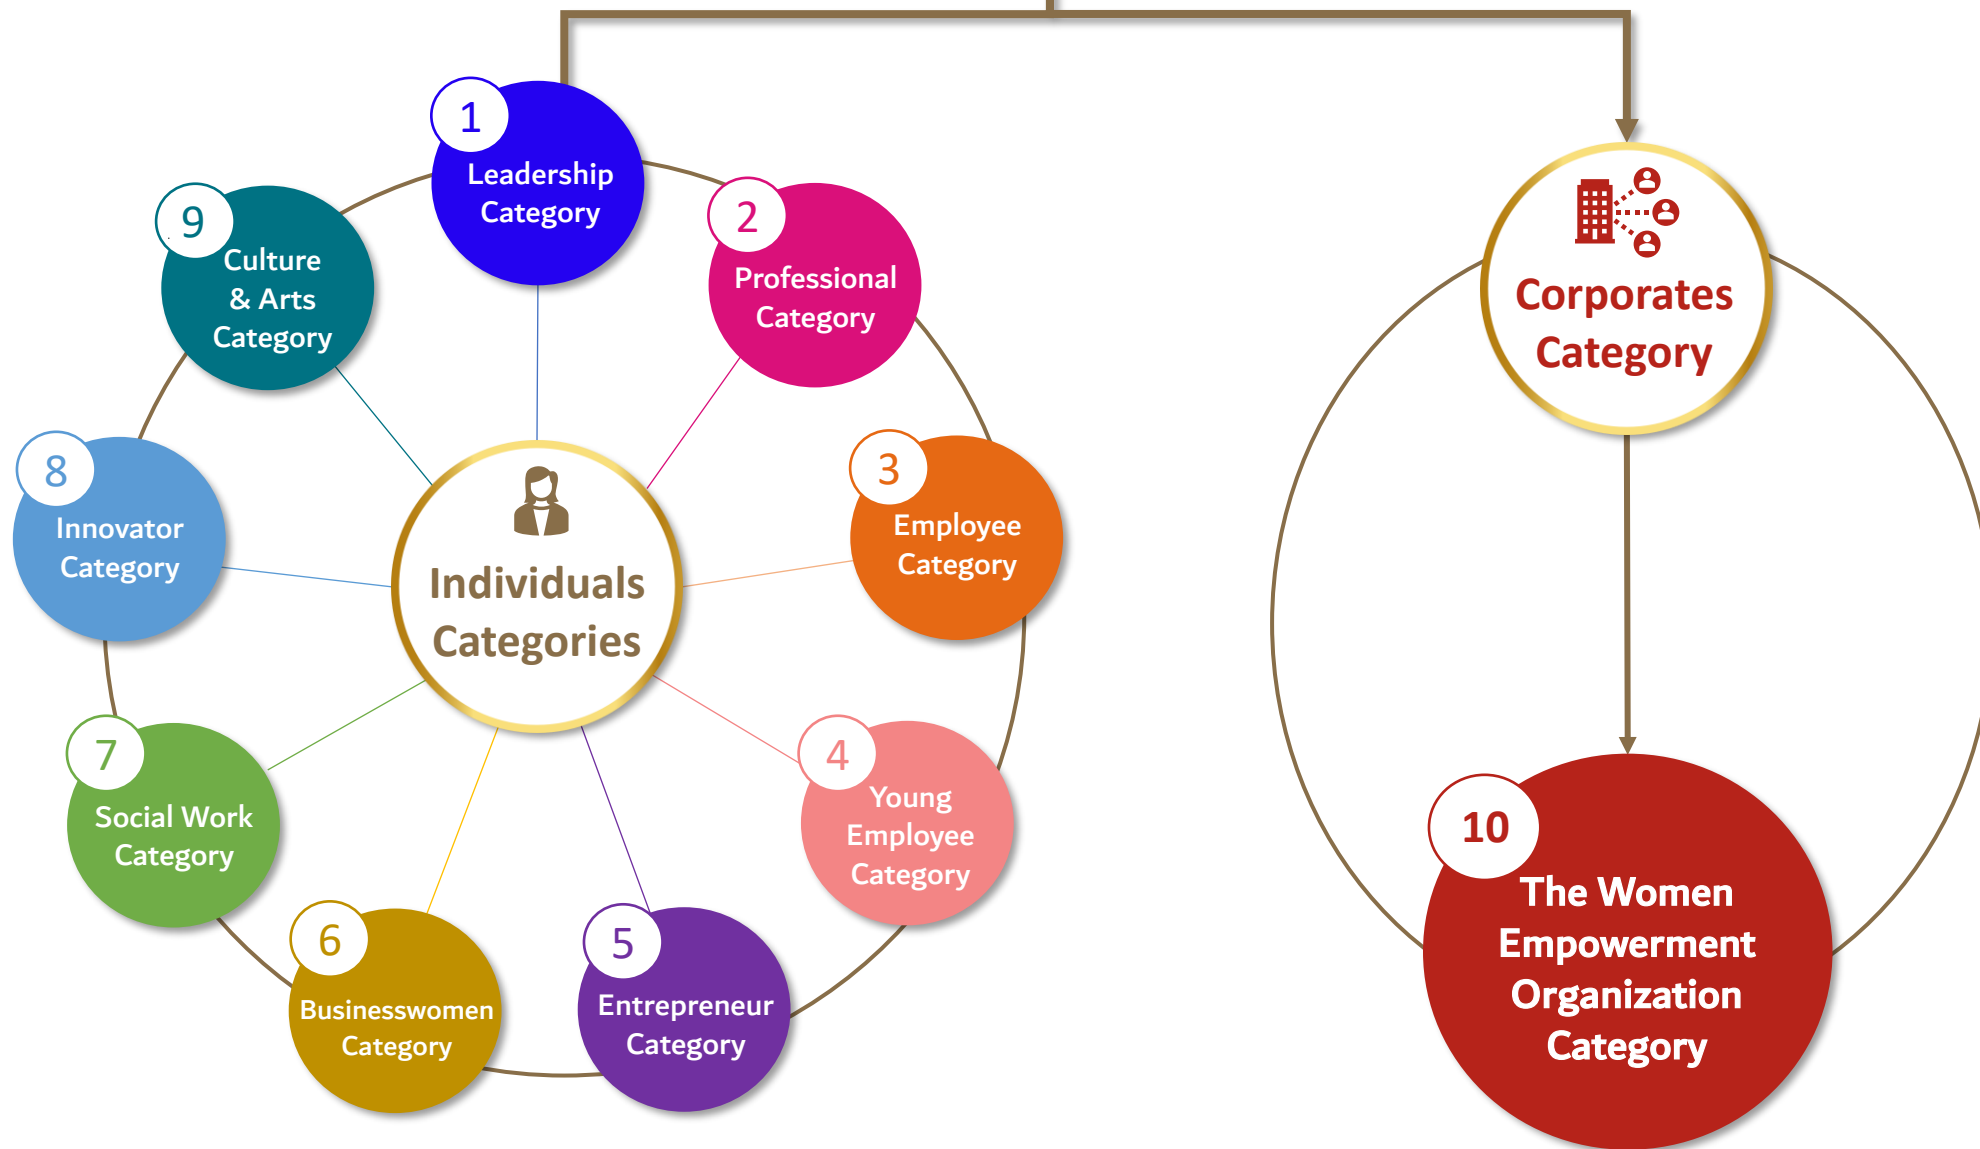 1
Leadership
Category
2
Professional
Category
3
Employee
Category
4
Young
Employee
Category
5
Entrepreneur
Category
6
Businesswomen
Category
7
Social Work
Category
8
Innovator
Category
9
Culture
& Arts
Category
Individuals
Categories
Corporates
Category
10
The Women
Empowerment
Organization
Category